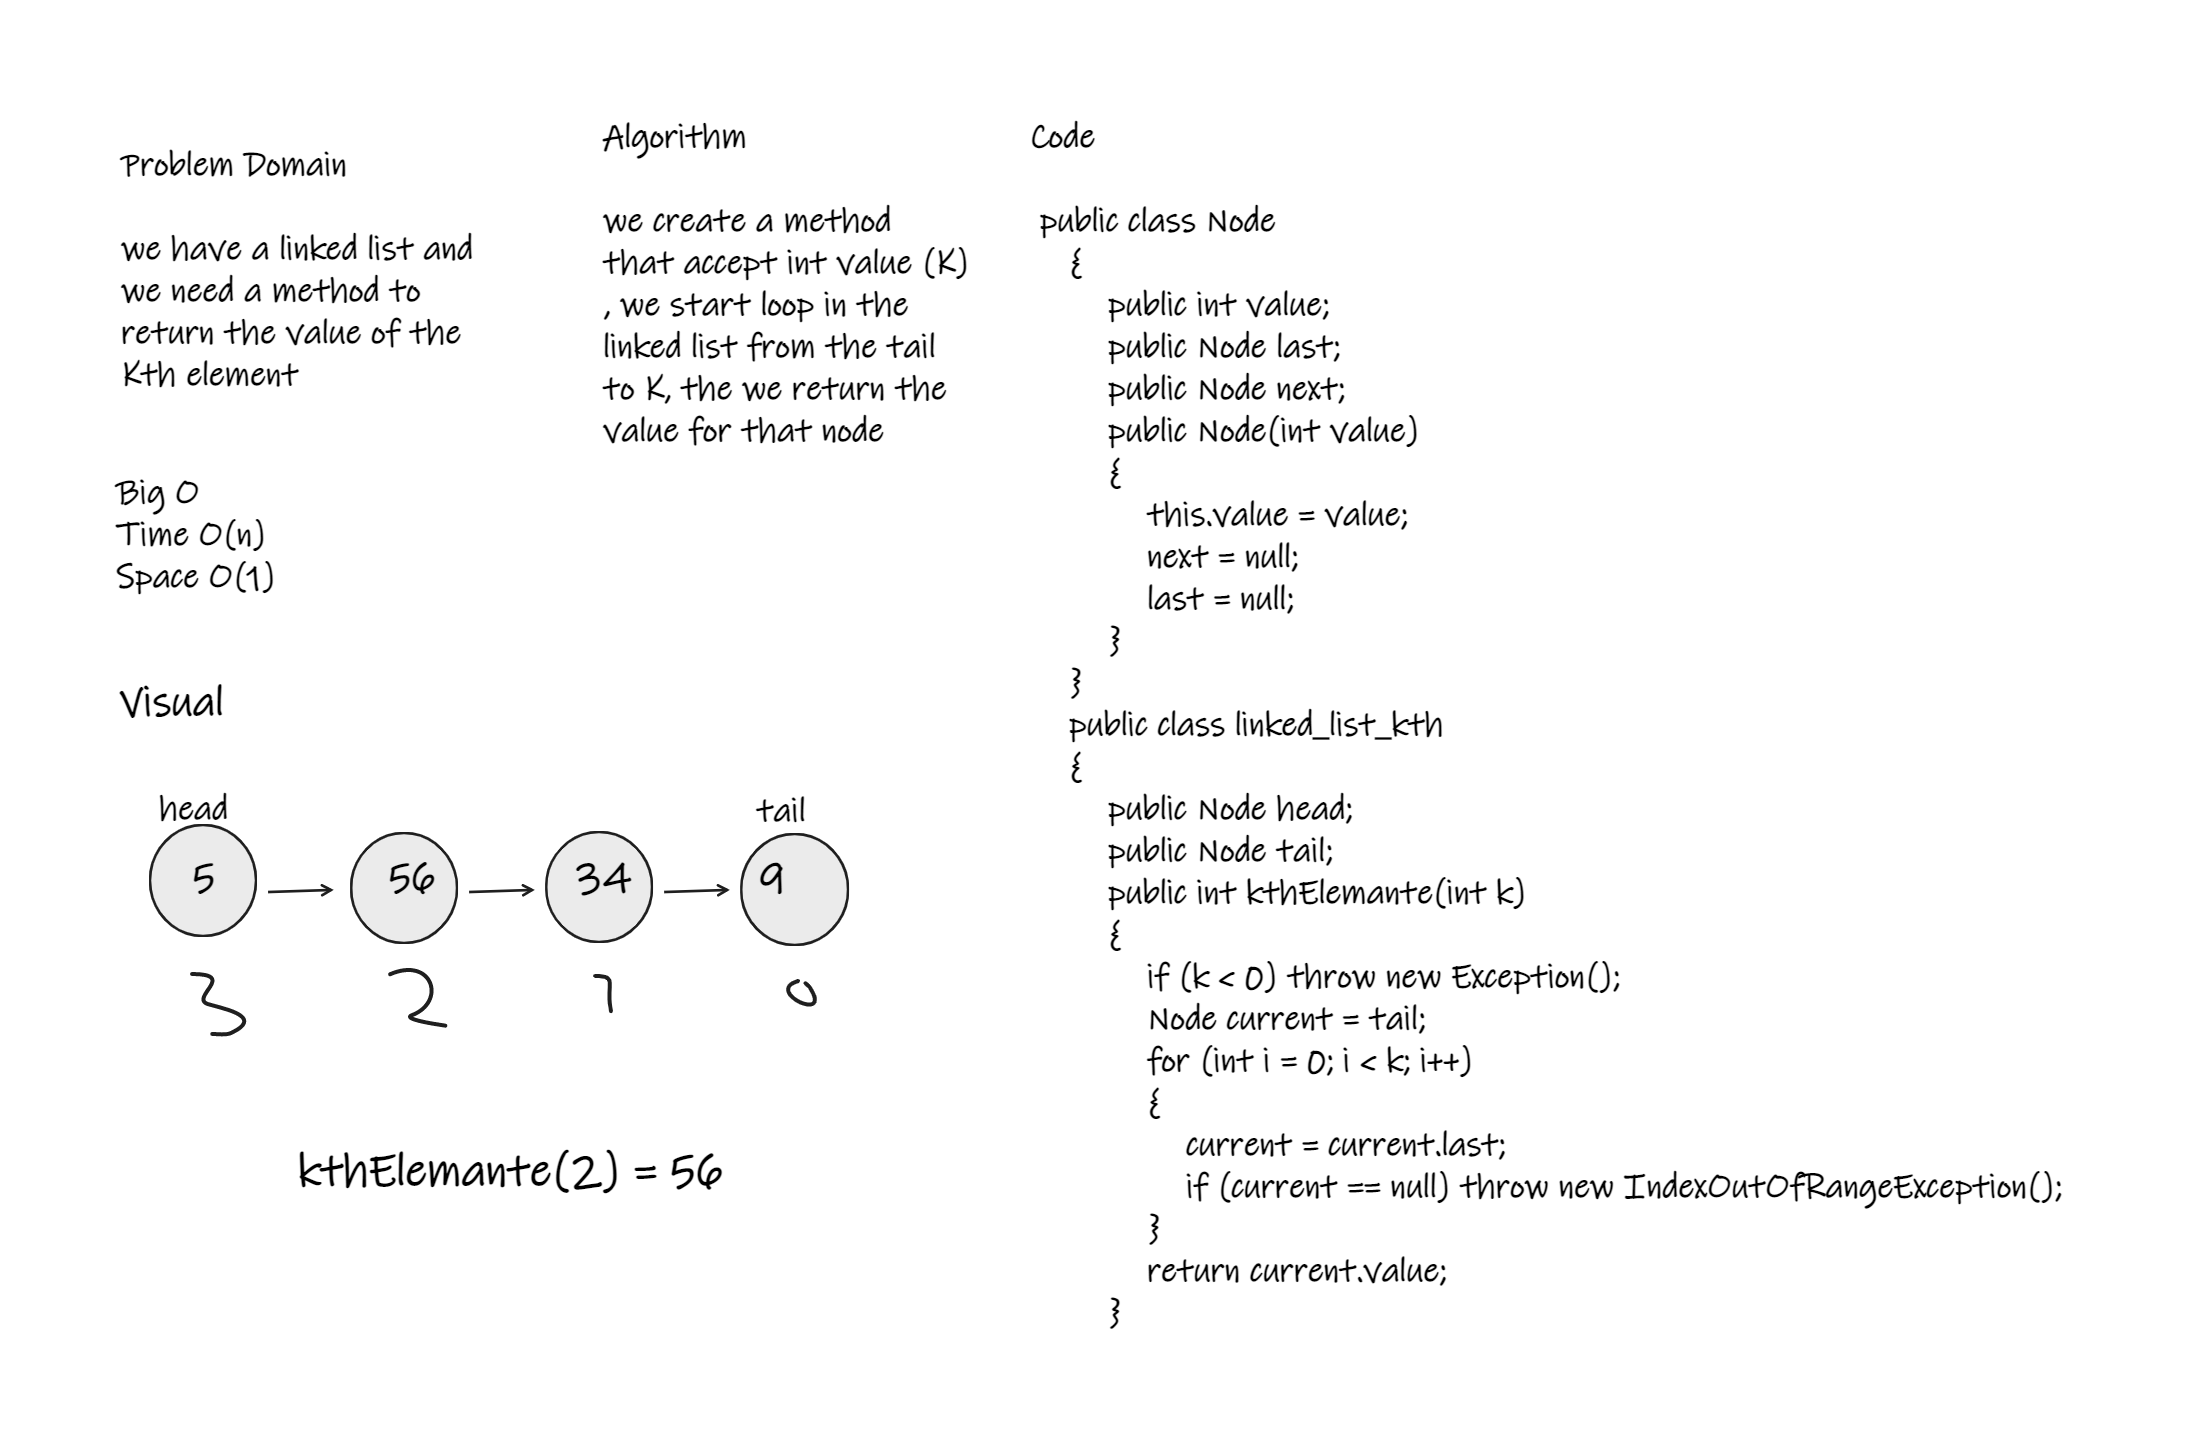 Problem Domain
we have a linked list and
we need a method to
return the value of the
Kth element
Big O
Time O(n)
Space O(1)
Algorithm
we create a method
that accept int value (K)
, we start loop in the
linked list from the tail
to K, the we return the
value for that node
Visual
head
tail
5
56
34
9
3
2
1
0
kthElemante(2) = 56
Code
public class Node
{
public int value;
public Node last;
public Node next;
public Node(int value)
{
this.value = value;
next = null;
last = null;
}
}
public class linked_list_kth
{
public Node head;
public Node tail;
public int kthElemante(int k)
{
if (k < 0) throw new Exception();
Node current = tail;
for (int i = 0; i < k; i++)
{
current = current.last;
if (current == null) throw new IndexOutOfRangeException();
}
return current.value;
}